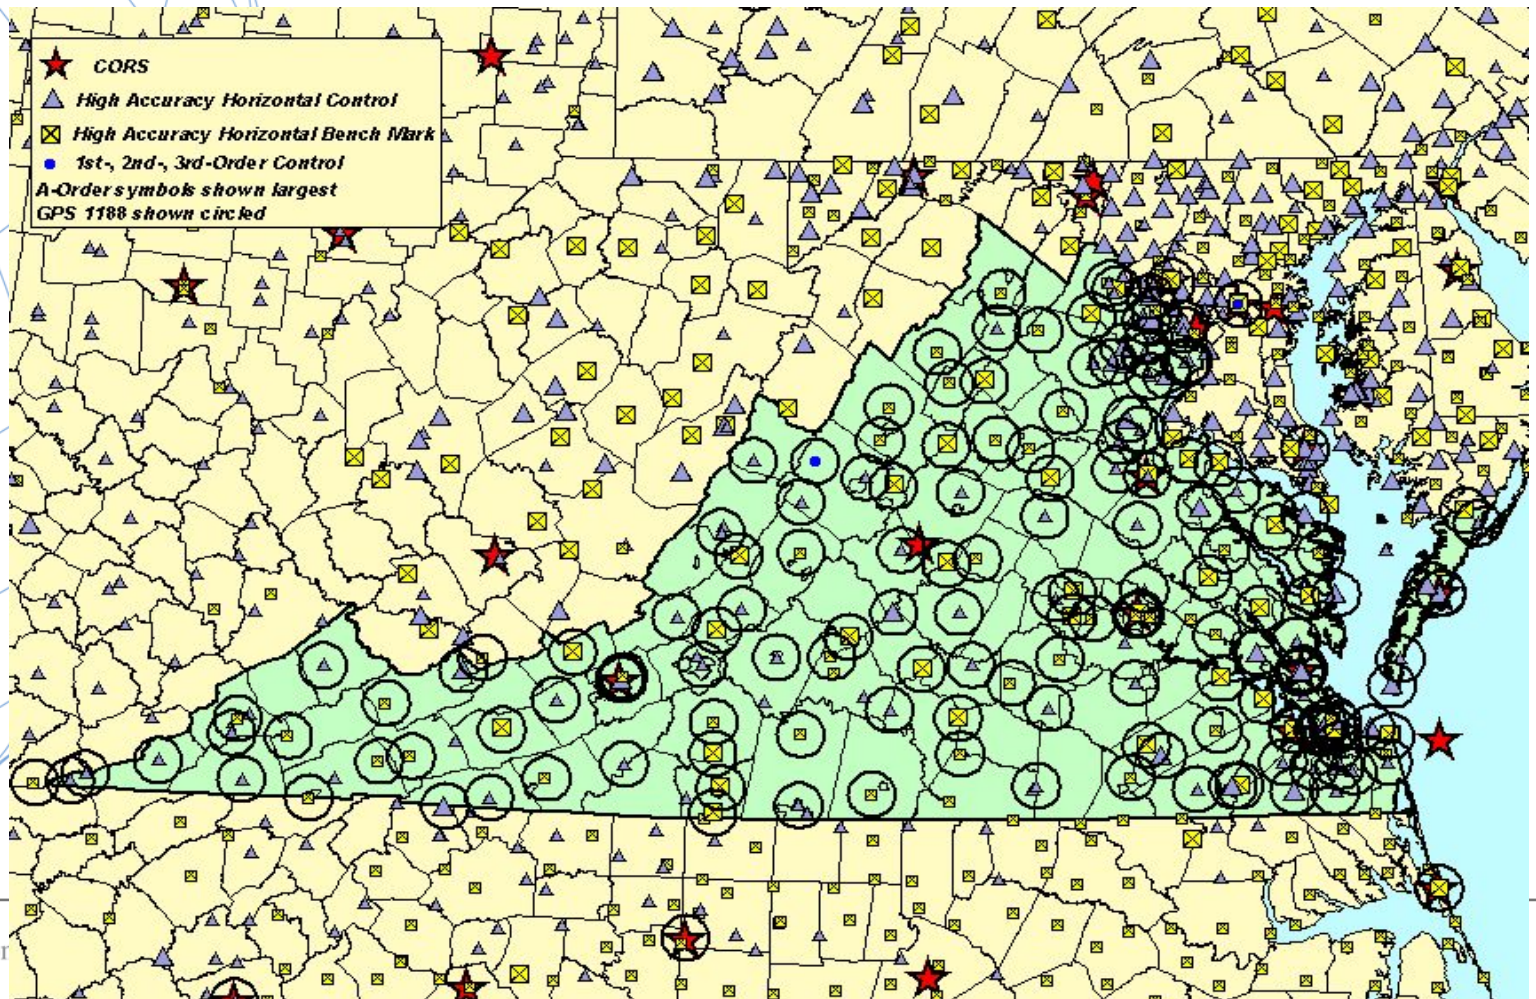 CORS
High Accuracy Horizontal Control
High Accuracy Horizontal Bench Mark
1st-, 2nd-, 3rd-Order Control
A-Order symbols shown largest
GPS 1188 shown circled